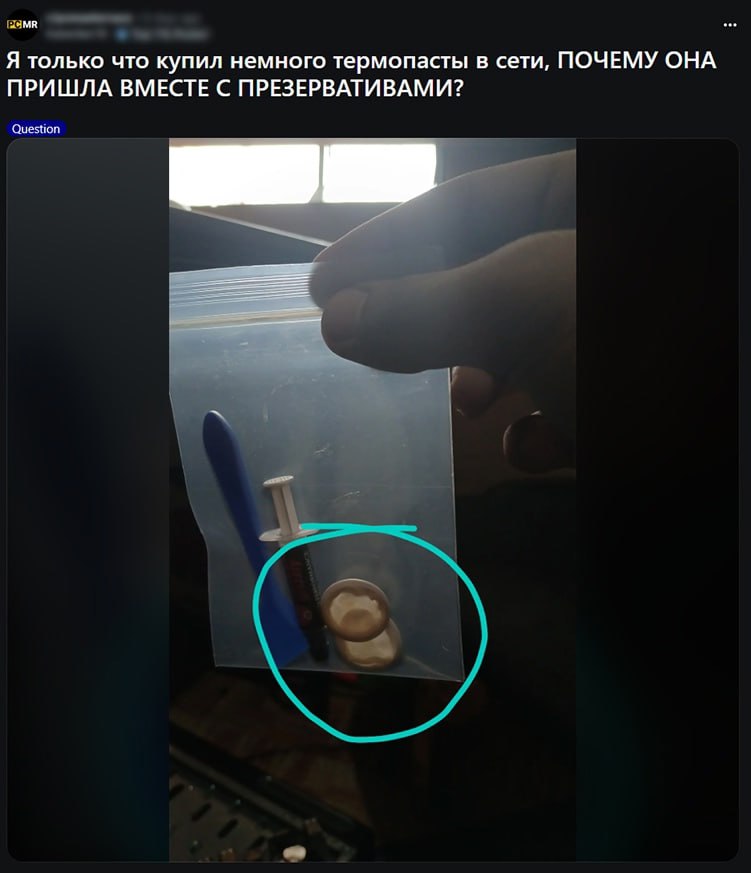 PCMR
Я только что купил немного термопасты в сети, ПОЧЕМУ ОНА
ПРИШЛА ВМЕСТЕ С ПРЕЗЕРВАТИВАМИ?
Question